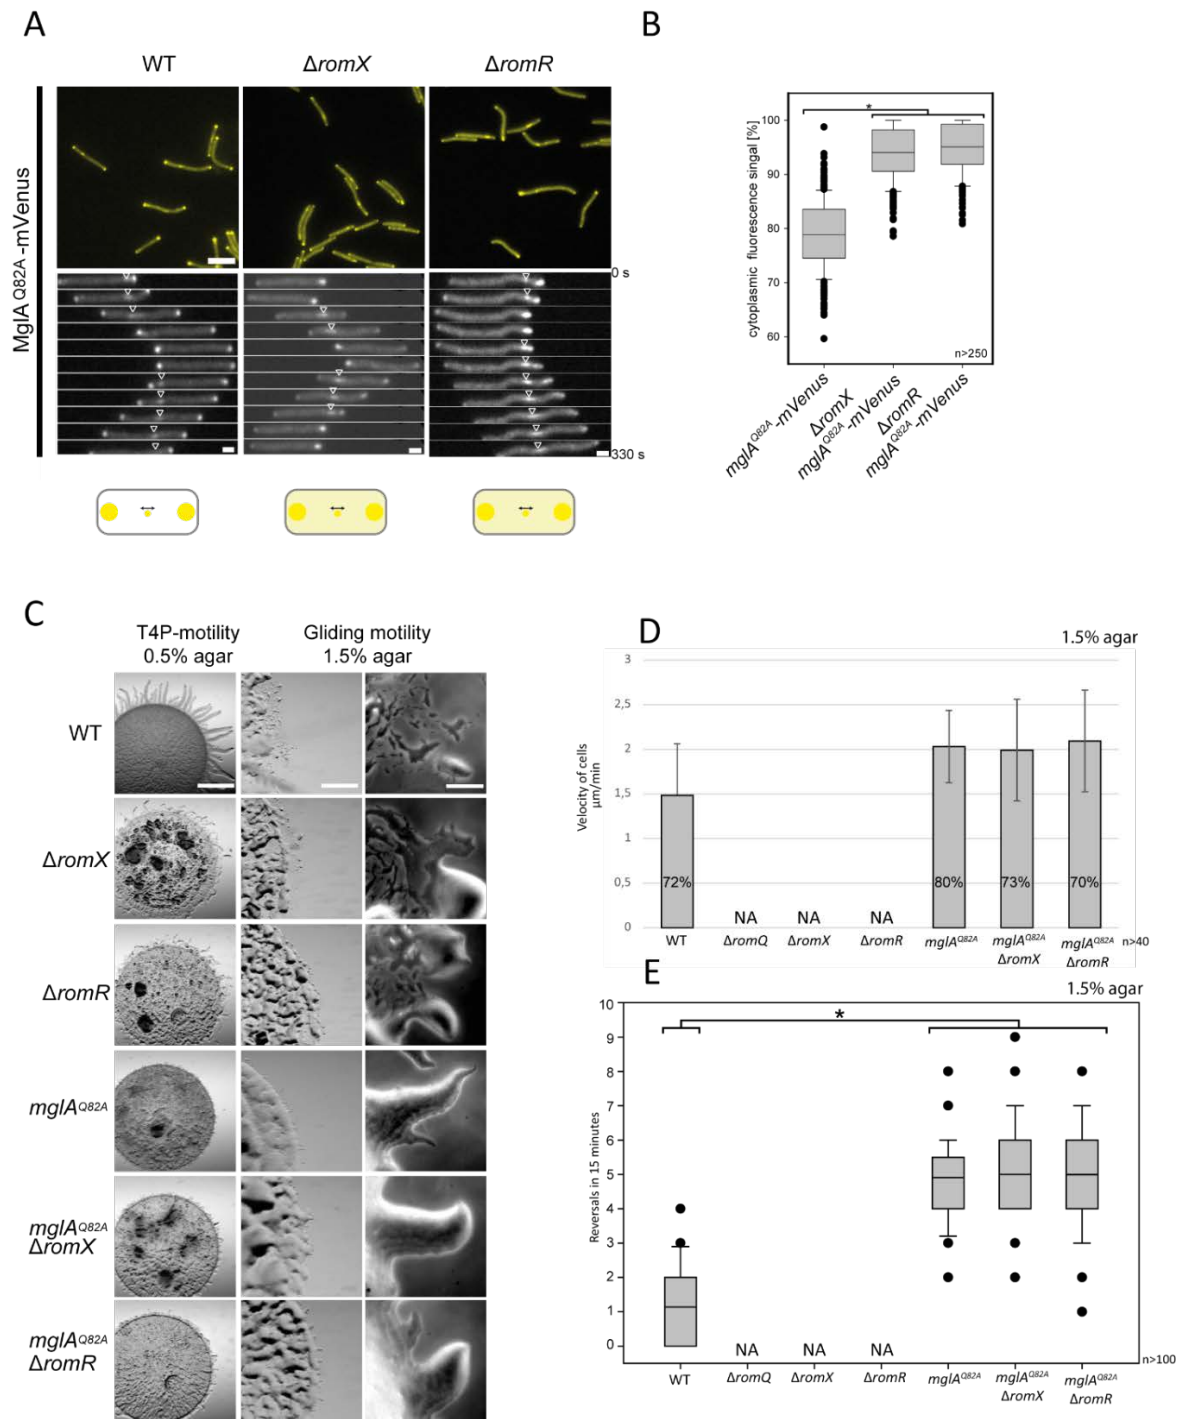 A
WT
ΔromX
ΔromR
MglA^Q82A -mVenus
0 s
330 s
B
cytoplasmic fluorescence singal [%]
100
90
80
70
60
*
n>250
mglA^Q82A-mVenus
ΔromX
mglA^Q82A-mVenus
ΔromR
mglA^Q82A-mVenus
C
T4P-motility
0.5% agar
Gliding motility
1.5% agar
WT
ΔromX
ΔromR
mglA^Q82A
mglA^Q82A
ΔromX
mglA^Q82A
ΔromR
D
1.5% agar
Velocity of cells
µm/min
3
2,5
2
1,5
1
0,5
0
72%
NA
NA
NA
80%
73%
70%
WT
ΔromQ
ΔromX
ΔromR
mglA^Q82A
mglA^Q82A
ΔromX
mglA^Q82A
ΔromR
n>40
E
1.5% agar
Reversals in 15 minutes
10
9
8
7
6
5
4
3
2
1
0
*
NA
NA
NA
WT
ΔromQ
ΔromX
ΔromR
mglA^Q82A
mglA^Q82A
ΔromX
mglA^Q82A
ΔromR
n>100